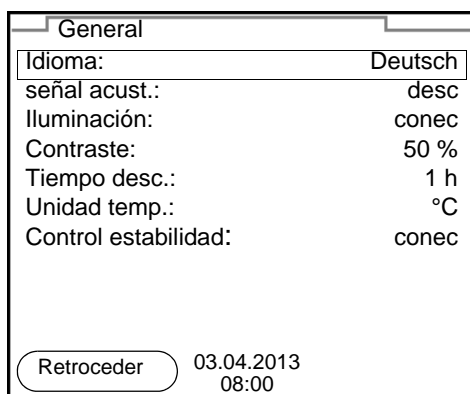 General
Idioma: Deutsch
señal acust.: desc
Iluminación: conec
Contraste: 50 %
Tiempo desc.: 1 h
Unidad temp.: °C
Control estabilidad: conec
Retroceder 03.04.2013
08:00